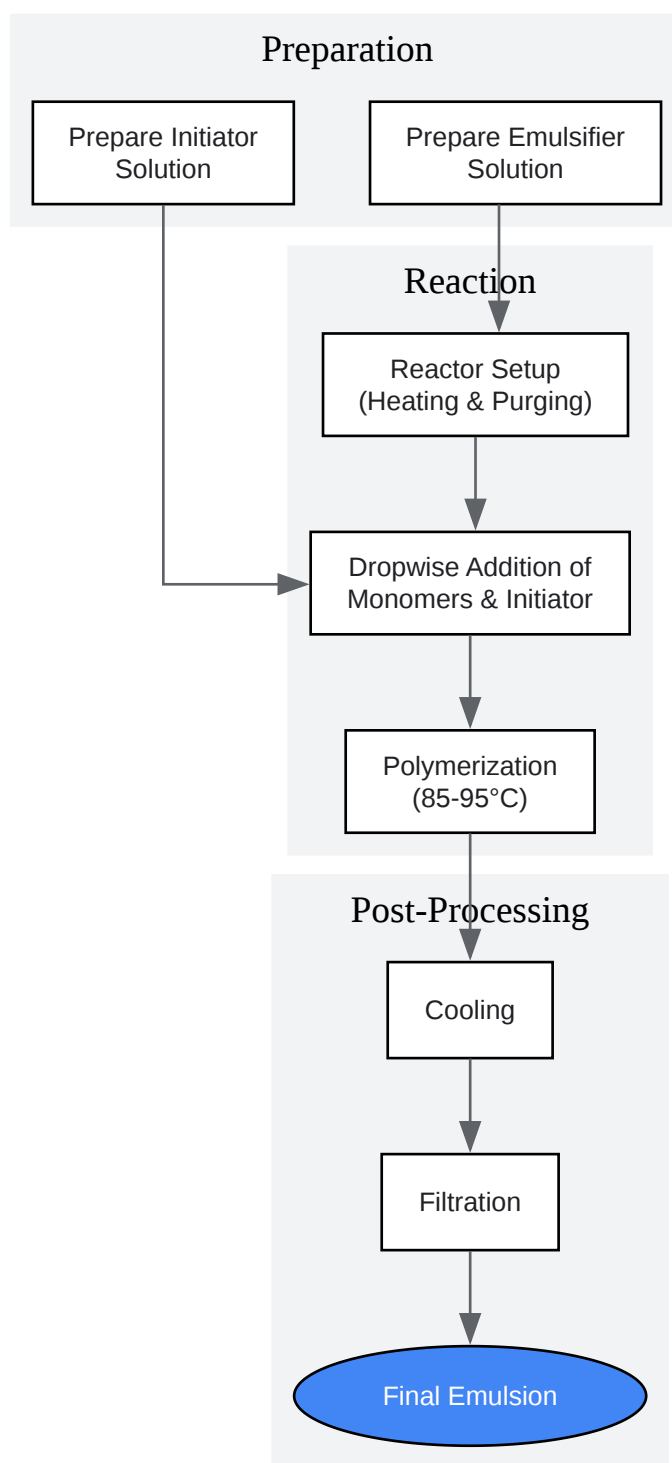 Preparation
Prepare Initiator
Solution
Prepare Emulsifier
Solution
Reaction
Reactor Setup
(Heating & Purging)
Dropwise Addition of
Monomers & Initiator
Polymerization
(85-95°C)
Post-Processing
Cooling
Filtration
Final Emulsion